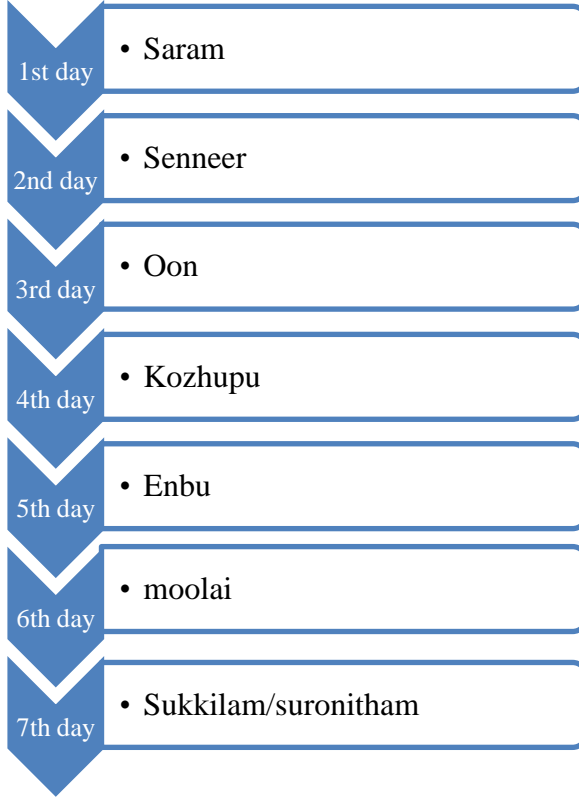 1st day
• Saram
2nd day
• Senneer
3rd day
• Oon
4th day
• Kozhupu
5th day
• Enbu
6th day
• moolai
7th day
• Sukkilam/suronitham